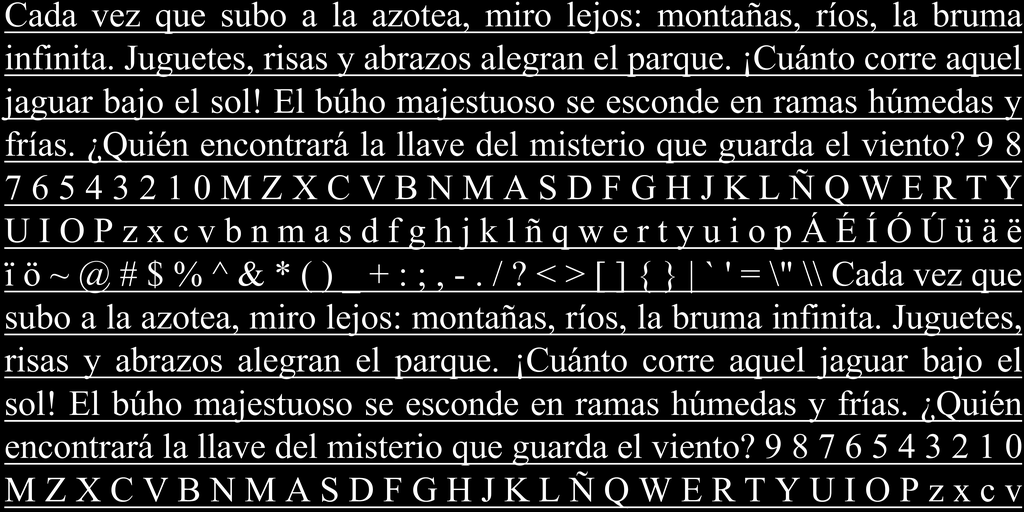 Cada vez que subo a la azotea, miro lejos: montañas, ríos, la bruma
infinita. Juguetes, risas y abrazos alegran el parque. ¡Cuánto corre aquel
jaguar bajo el sol! El búho majestuoso se esconde en ramas húmedas y
frías. ¿Quién encontrará la llave del misterio que guarda el viento? 9 8
7 6 5 4 3 2 1 0 M Z X C V B N M A S D F G H J K L Ñ Q W E R T Y
U I O P z x c v b n m a s d f g h j k l ñ q w e r t y u i o p Á É Í Ó Ú ü ä ë
ï ö ~ @ # $ % ^ & * ( ) _ + : ; , - . / ? < > [ ] { } | ` ' = \" \\ Cada vez que
subo a la azotea, miro lejos: montañas, ríos, la bruma infinita. Juguetes,
risas y abrazos alegran el parque. ¡Cuánto corre aquel jaguar bajo el
sol! El búho majestuoso se esconde en ramas húmedas y frías. ¿Quién
encontrará la llave del misterio que guarda el viento? 9 8 7 6 5 4 3 2 1 0
M Z X C V B N M A S D F G H J K L Ñ Q W E R T Y U I O P z x c v